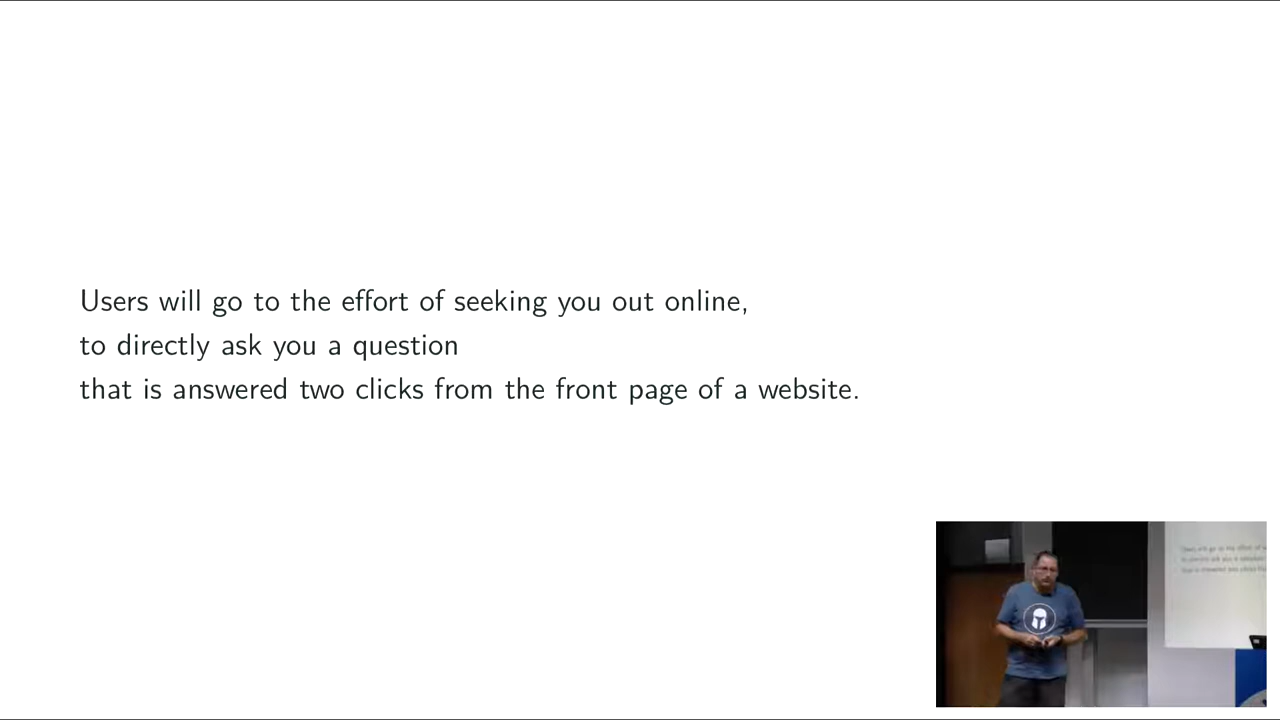 Users will go to the effort of seeking you out online,
to directly ask you a question
that is answered two clicks from the front page of a website.